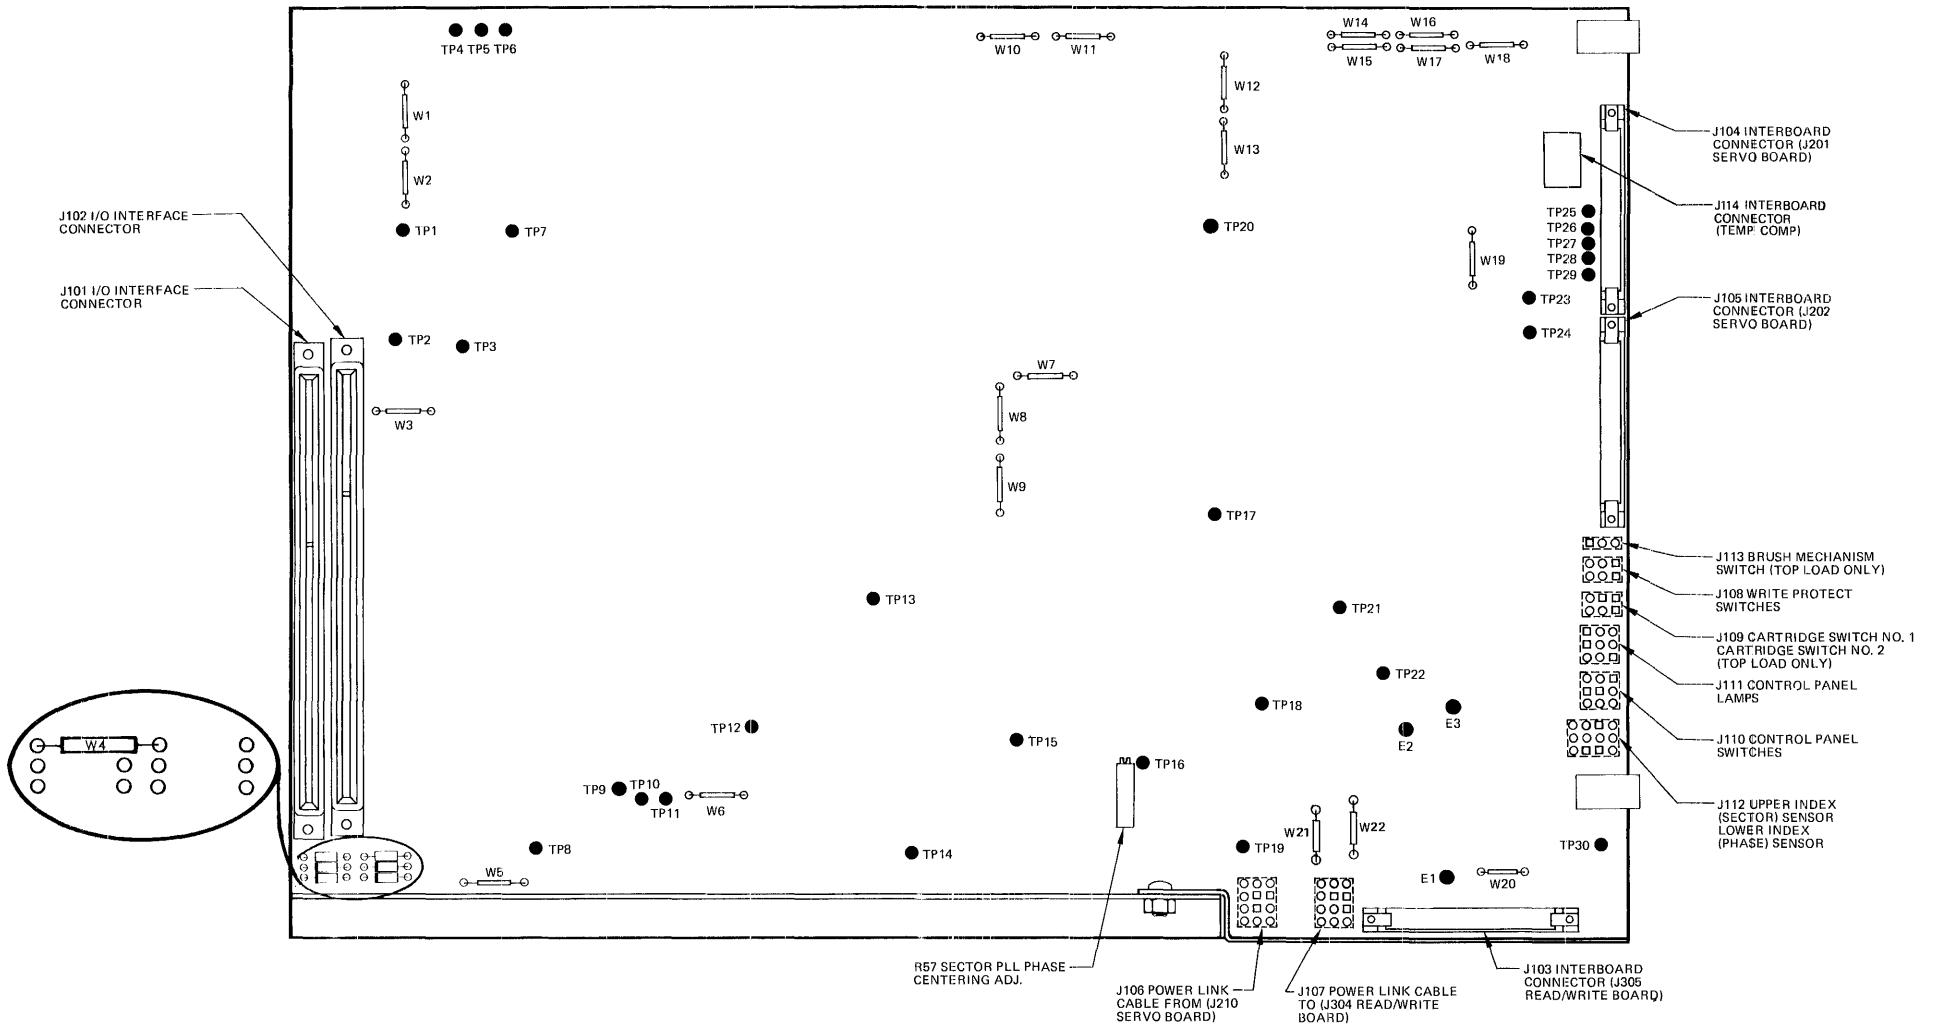 TP4 TP5 TP6
W10
W11
W14
W16
W15
W17
W18
W1
W2
W12
W13
J104 INTERBOARD
CONNECTOR (J201
SERVO BOARD)
J114 INTERBOARD
CONNECTOR
(TEMP COMP)
J102 I/O INTERFACE
CONNECTOR
TP1
TP7
TP20
TP25
TP26
TP27
TP28
TP29
W19
J101 I/O INTERFACE
CONNECTOR
TP23
TP24
J105 INTERBOARD
CONNECTOR (J202
SERVO BOARD)
TP2
TP3
W7
W8
W3
W9
TP17
J113 BRUSH MECHANISM
SWITCH (TOP LOAD ONLY)
J108 WRITE PROTECT
SWITCHES
TP13
TP21
J109 CARTRIDGE SWITCH NO. 1
CARTRIDGE SWITCH NO. 2
(TOP LOAD ONLY)
TP22
J111 CONTROL PANEL
LAMPS
TP18
E3
E2
TP12
TP15
J110 CONTROL PANEL
SWITCHES
W4
TP16
TP9
TP10
TP11
W6
J112 UPPER INDEX
(SECTOR) SENSOR
LOWER INDEX
(PHASE) SENSOR
W21
W22
TP8
TP14
TP19
TP30
W5
E1
W20
R57 SECTOR PLL PHASE
CENTERING ADJ.
J106 POWER LINK
CABLE FROM (J210
SERVO BOARD)
J107 POWER LINK CABLE
TO (J304 READ/WRITE
BOARD)
J103 INTERBOARD
CONNECTOR (J305
READ/WRITE BOARD)